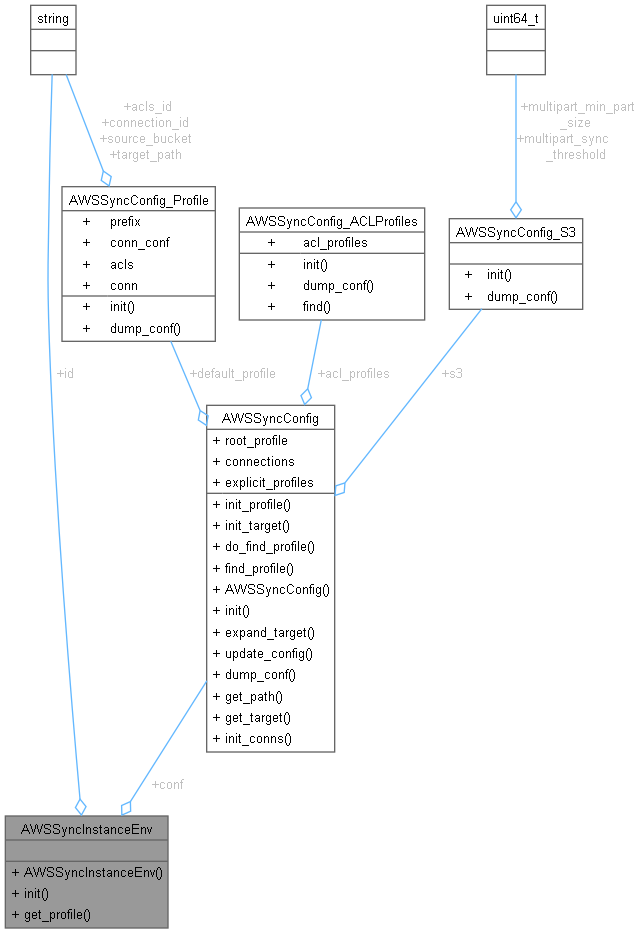 string
uint64_t
+acls_id
+connection_id
+source_bucket
+target_path
+multipart_min_part
_size
+multipart_sync
_threshold
AWSSyncConfig_Profile
+ prefix
+ conn_conf
+ acls
+ conn
+ init()
+ dump_conf()
AWSSyncConfig_ACLProfiles
+ acl_profiles
+ init()
+ dump_conf()
+ find()
AWSSyncConfig_S3
+ init()
+ dump_conf()
+id
+default_profile
+acl_profiles
+s3
AWSSyncConfig
+ root_profile
+ connections
+ explicit_profiles
+ init_profile()
+ init_target()
+ do_find_profile()
+ find_profile()
+ AWSSyncConfig()
+ init()
+ expand_target()
+ update_config()
+ dump_conf()
+ get_path()
+ get_target()
+ init_conns()
+conf
AWSSyncInstanceEnv
+ AWSSyncInstanceEnv()
+ init()
+ get_profile()